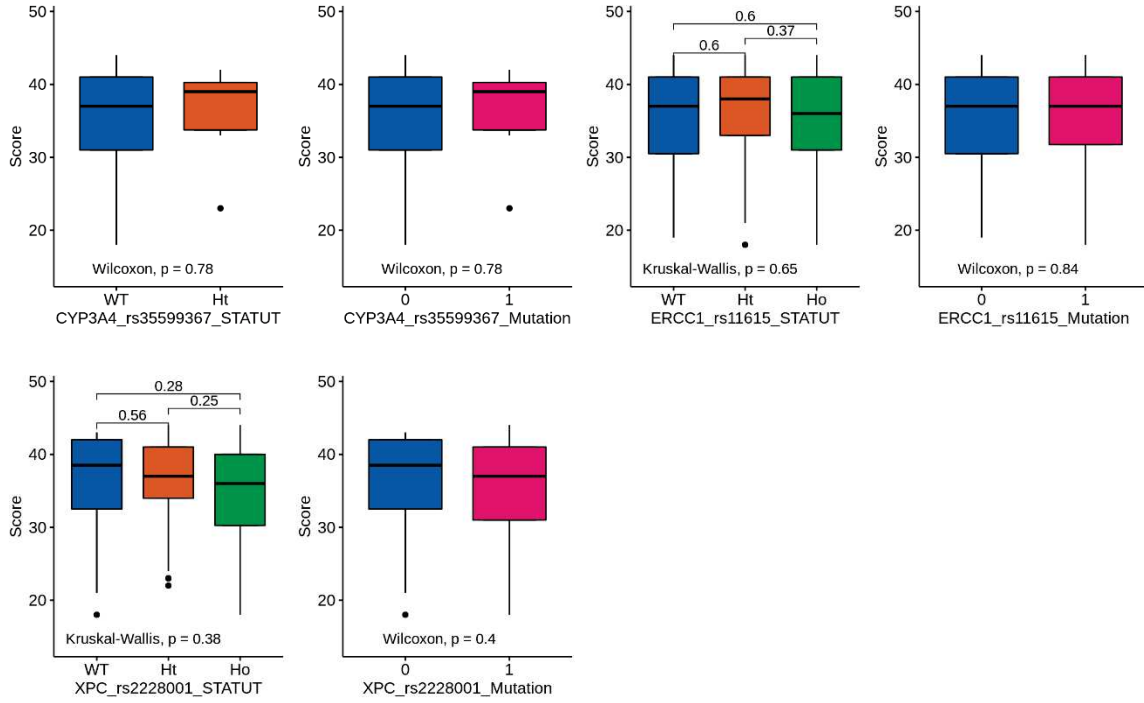 50
40
30
20
Score
Wilcoxon, p = 0.78
WT Ht
CYP3A4_rs35599367_STATUT
50
40
30
20
Score
Wilcoxon, p = 0.78
0 1
CYP3A4_rs35599367_Mutation
50
40
30
20
Score
0.6
0.6 0.37
Kruskal-Wallis, p = 0.65
WT Ht Ho
ERCC1_rs11615_STATUT
50
40
30
20
Score
Wilcoxon, p = 0.84
0 1
ERCC1_rs11615_Mutation
50
40
30
20
Score
0.28
0.56 0.25
Kruskal-Wallis, p = 0.38
WT Ht Ho
XPC_rs2228001_STATUT
50
40
30
20
Score
Wilcoxon, p = 0.4
0 1
XPC_rs2228001_Mutation